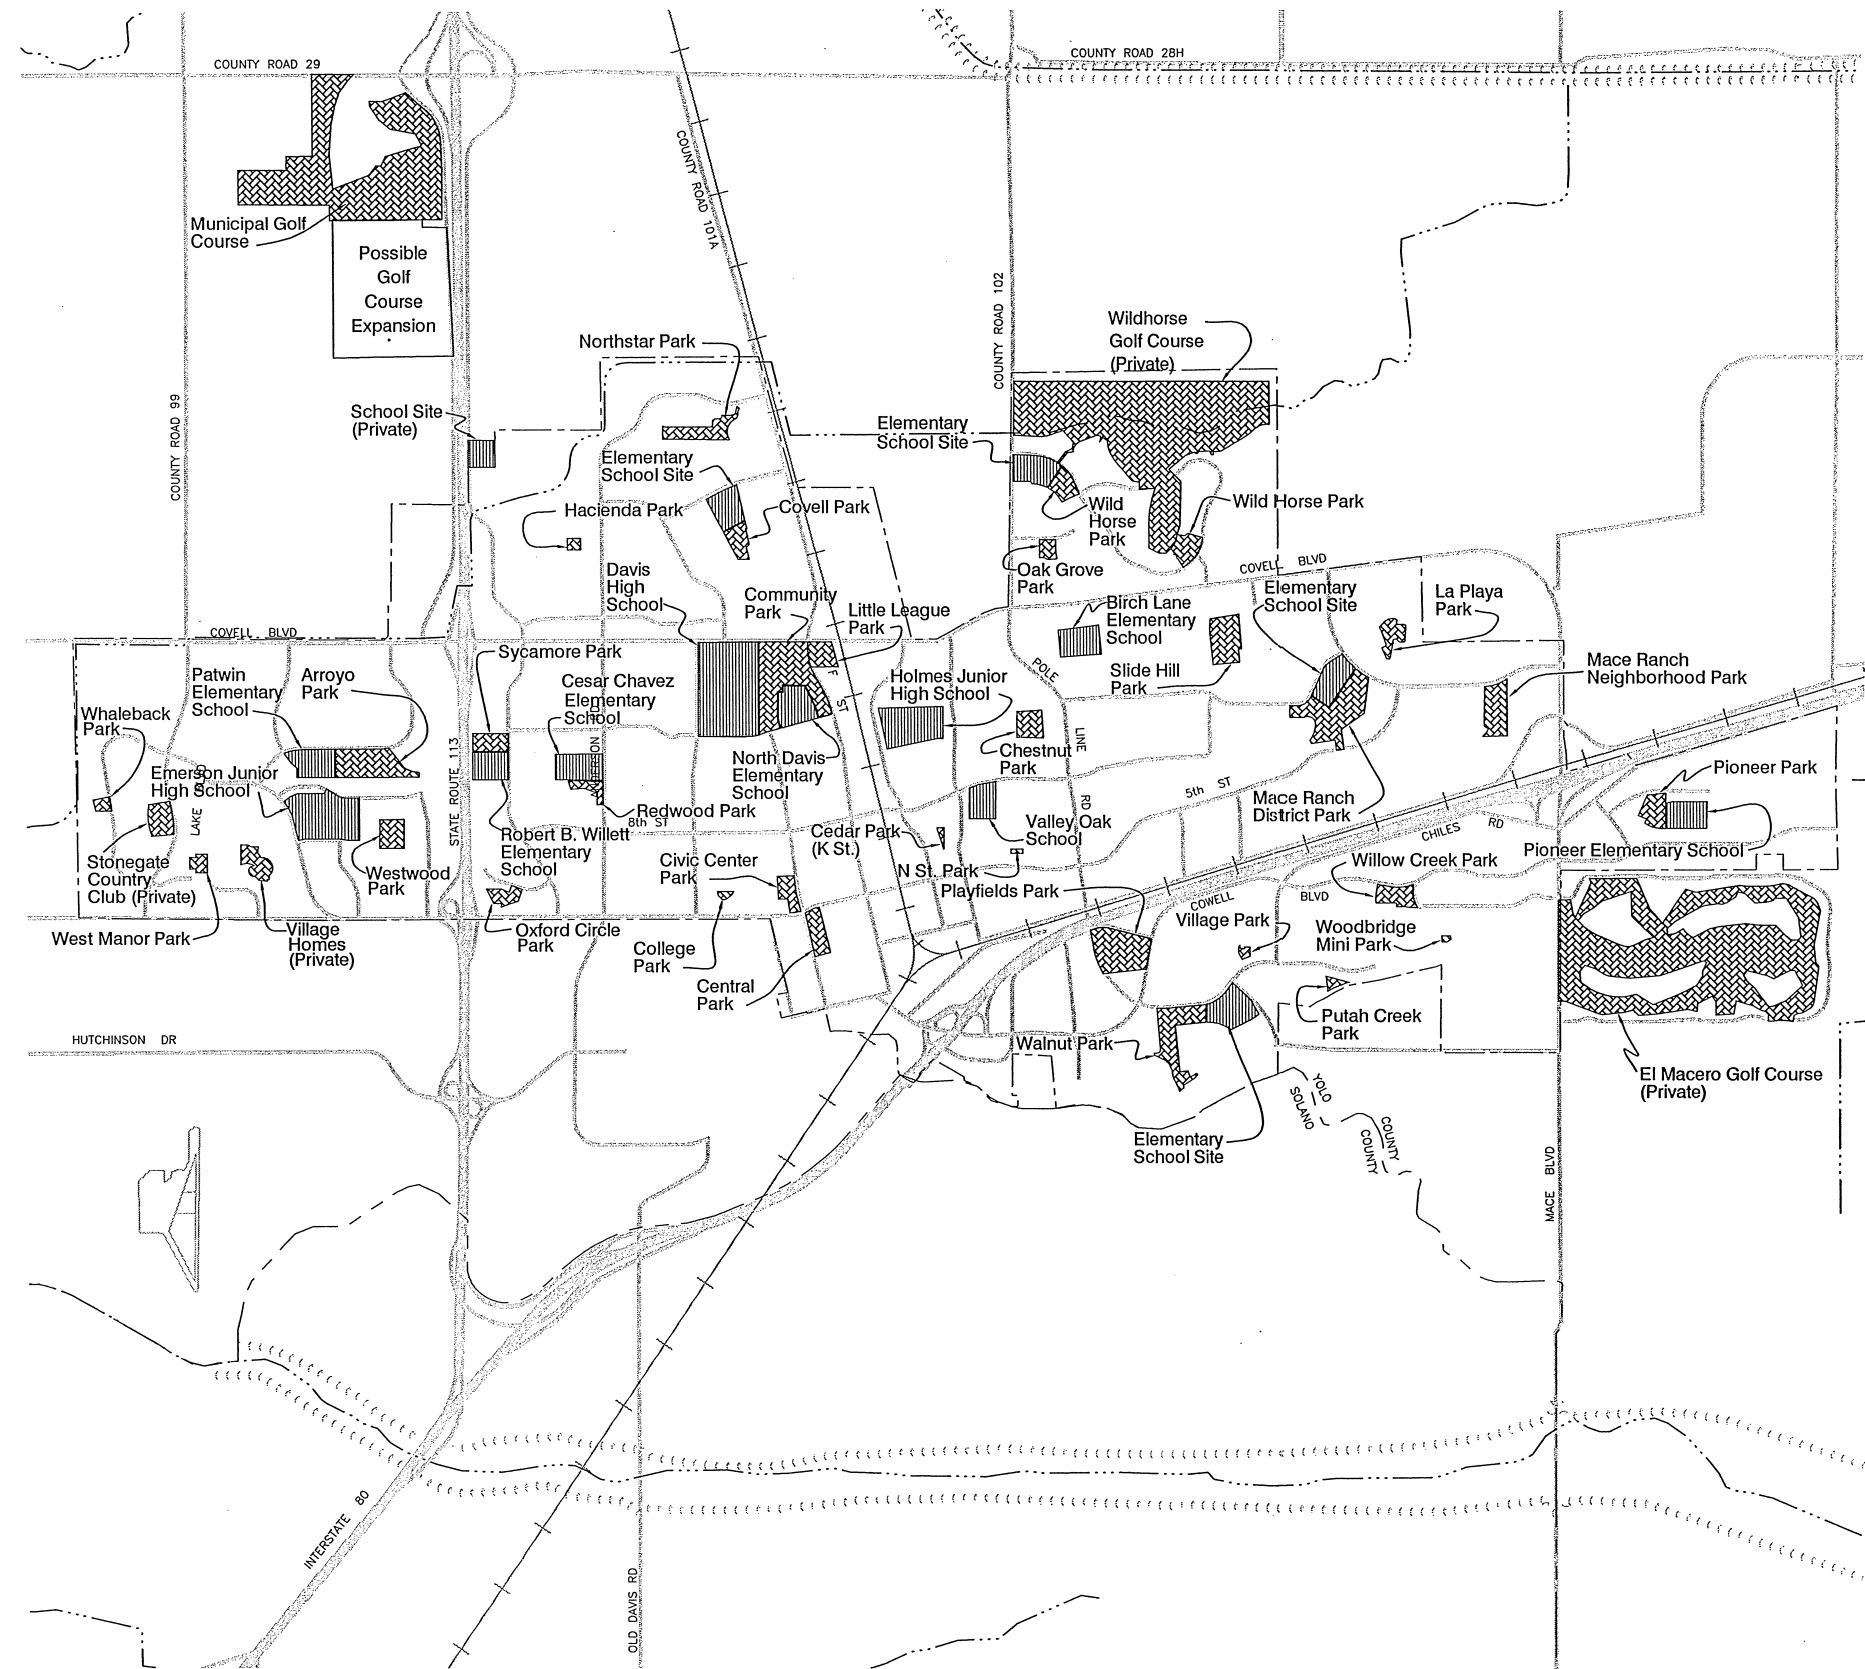 COUNTY ROAD 29
COUNTY ROAD 28H
COUNTY ROAD 101A
Municipal Golf
Course
Possible
Golf
Course
Expansion
COUNTY ROAD 102
Wildhorse
Golf Course
(Private)
Northstar Park
COUNTY ROAD 99
School Site
(Private)
Elementary
School Site
Elementary
School Site
Hacienda Park
Covell Park
Wild
Horse
Park
Wild Horse Park
Davis
High
School
Community
Park
Little League
Park
Oak Grove
Park
COVELL BLVD
Birch Lane
Elementary
School
Elementary
School Site
La Playa
Park
COVELL BLVD
Sycamore Park
Patwin
Elementary
School
Arroyo
Park
Cesar Chavez
Elementary
School
F ST
Holmes Junior
High School
POLE LINE RD
Slide Hill
Park
Mace Ranch
Neighborhood Park
Whaleback
Park
STATE ROUTE 113
North Davis
Elementary
School
Chestnut
Park
Emerson Junior
High School
LAKE BLVD
Redwood Park
8th ST
5th ST
Mace Ranch
District Park
Pioneer Park
Robert B. Willett
Elementary
School
Cedar Park
(K St.)
Valley Oak
School
CHILES RD
Pioneer Elementary School
Stonegate
Country
Club (Private)
Westwood
Park
Civic Center
Park
N St. Park
Playfields Park
Willow Creek Park
COWELL BLVD
West Manor Park
Village
Homes
(Private)
Oxford Circle
Park
College
Park
Central
Park
Village Park
Woodbridge
Mini Park
Putah Creek
Park
Walnut Park
HUTCHINSON DR
El Macero Golf Course
(Private)
YOLO COUNTY
SOLANO COUNTY
Elementary
School Site
MACE BLVD
INTERSTATE 80
OLD DAVIS RD